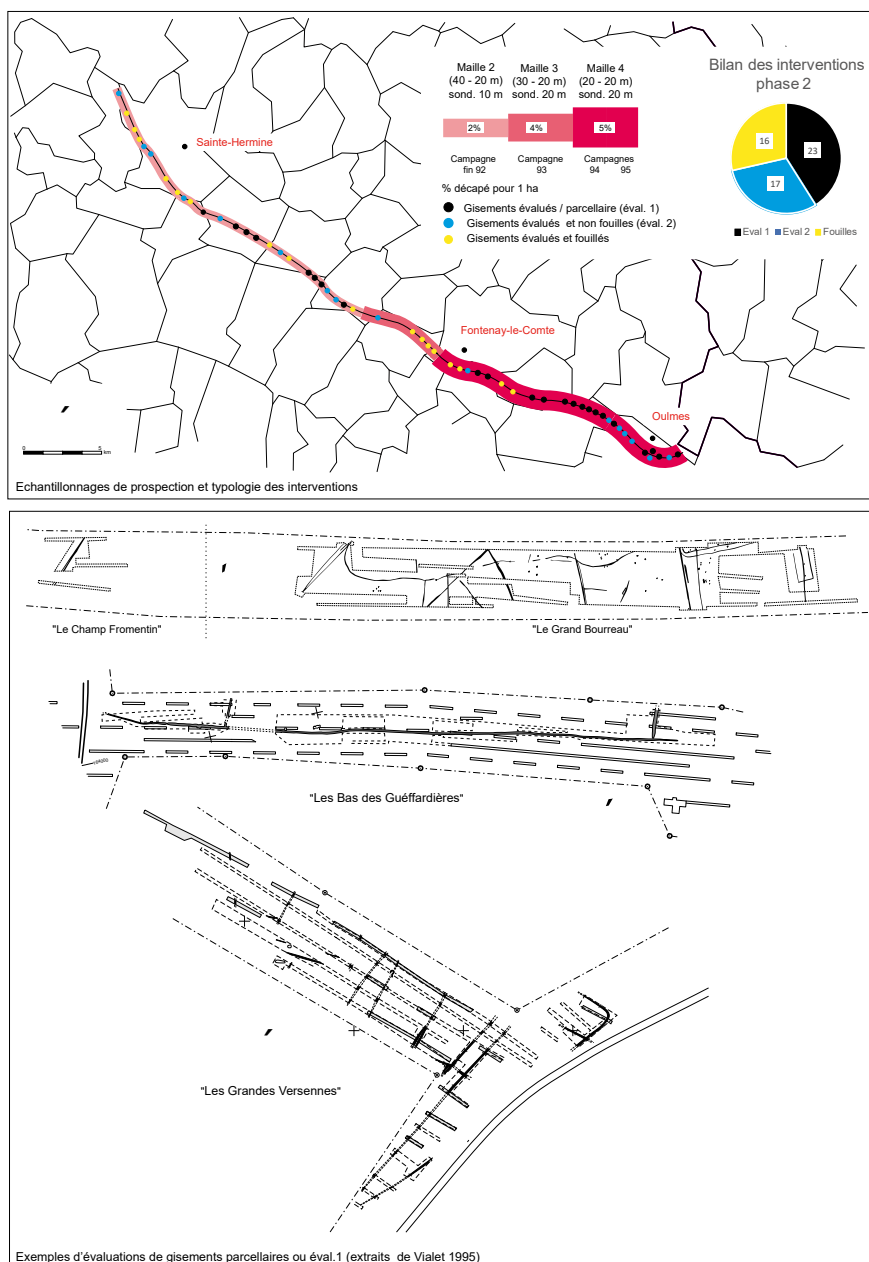 Maille 2
(40 - 20 m)
sond. 10 m
Maille 3
(30 - 20 m)
sond. 20 m
Maille 4
(20 - 20 m)
sond. 20 m
2%
4%
5%
Campagne
fin 92
Campagne
93
Campagnes
94 95
% décapé pour 1 ha
Gisements évalués / parcellaire (éval. 1)
Gisements évalués et non fouilles (éval. 2)
Gisements évalués et fouillés
Bilan des interventions
phase 2
16
23
17
Eval 1 Eval 2 Fouilles
Sainte-Hermine
Fontenay-le-Comte
Oulmes
0 5
km
Echantillonnages de prospection et typologie des interventions
"Le Champ Fromentin"
"Le Grand Bourreau"
"Les Bas des Guéffardières"
"Les Grandes Versennes"
Exemples d'évaluations de gisements parcellaires ou éval.1 (extraits de Vialet 1995)